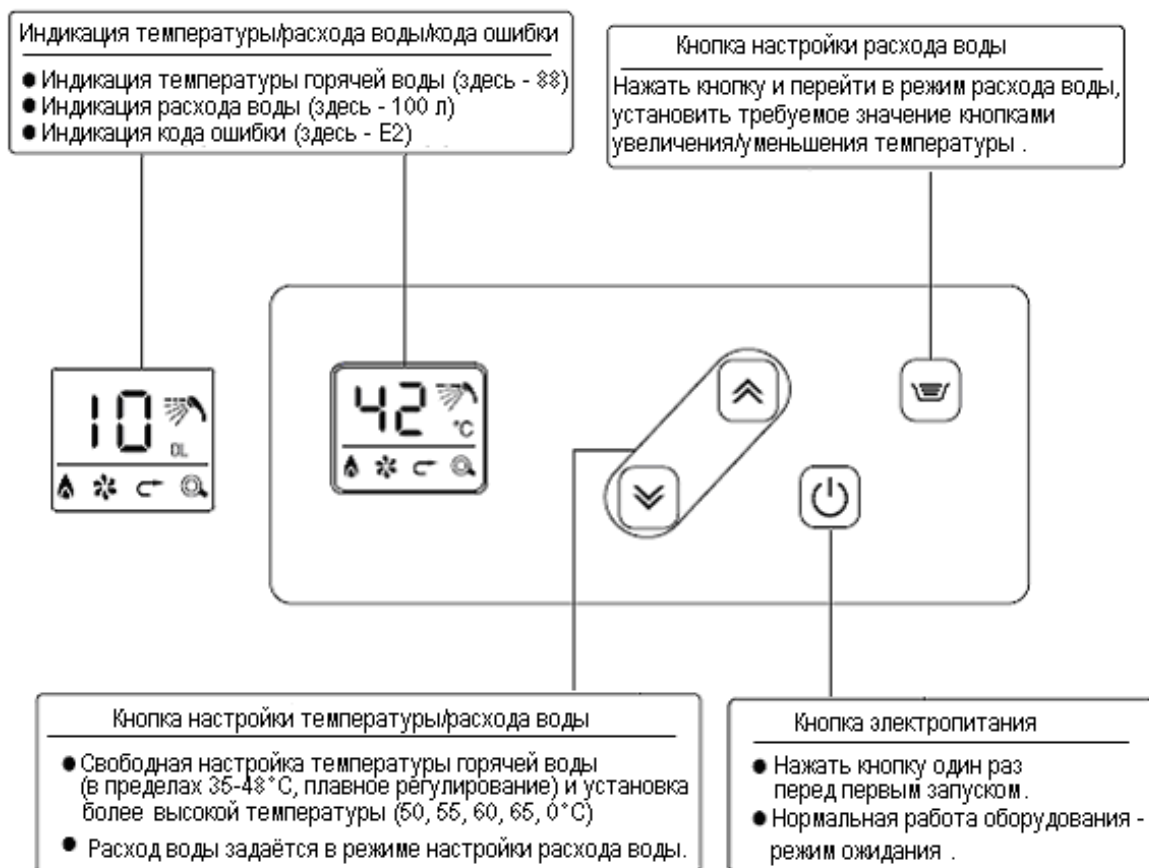 Индикация температуры/расхода воды/кода ошибки
● Индикация температуры горячей воды (здесь - 88)
● Индикация расхода воды (здесь - 100 л)
● Индикация кода ошибки (здесь - E2)
Кнопка настройки расхода воды
Нажать кнопку и перейти в режим расхода воды,
установить требуемое значение кнопками
увеличения/уменьшения температуры .
10
0L
42
°C
Кнопка настройки температуры/расхода воды
● Свободная настройка температуры горячей воды
(в пределах 35-48°C, плавное регулирование) и установка
более высокой температуры (50, 55, 60, 65, 0°C)
● Расход воды задаётся в режиме настройки расхода воды.
Кнопка электропитания
● Нажать кнопку один раз
перед первым запуском.
● Нормальная работа оборудования -
режим ожидания .